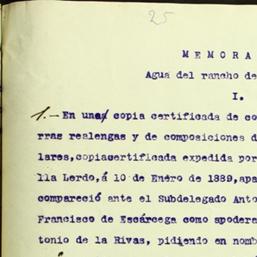 25
MEMORA
Agua del rancho de
I.
1.- En una copia certificada de co
rras realengas y de composiciones d
lares, copiacertificada expedida por
lla Lerdo, á 10 de Enero de 1889, apa
compareció ante el Subdelegado Anto
Francisco de Escárcega como apodera
tonio de la Rivas, pidiendo en nomb